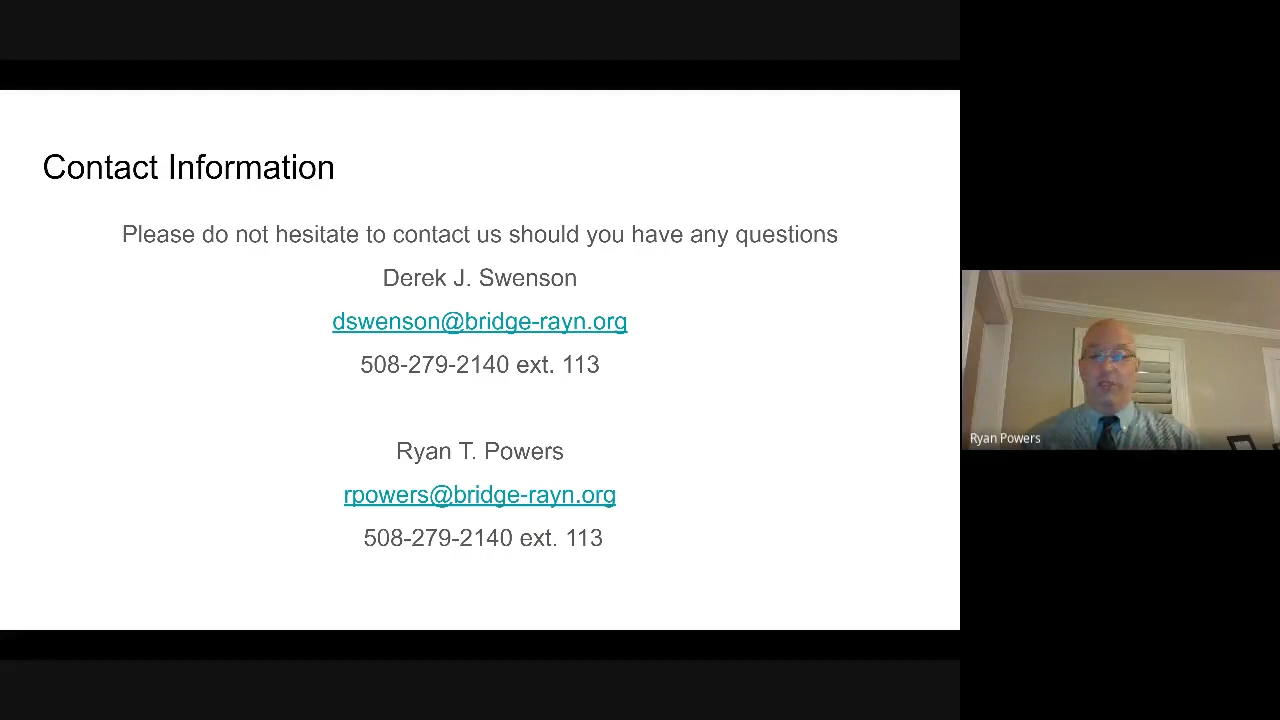 Contact Information
Please do not hesitate to contact us should you have any questions
Derek J. Swenson
dswenson@bridge-rayn.org
508-279-2140 ext. 113
Ryan T. Powers
rpowers@bridge-rayn.org
508-279-2140 ext. 113
Ryan Powers